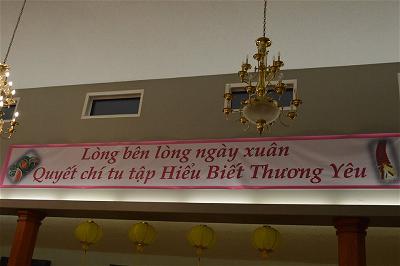 Lòng bên lòng ngày xuân
Quyết chí tu tập Hiểu Biết Thương Yêu